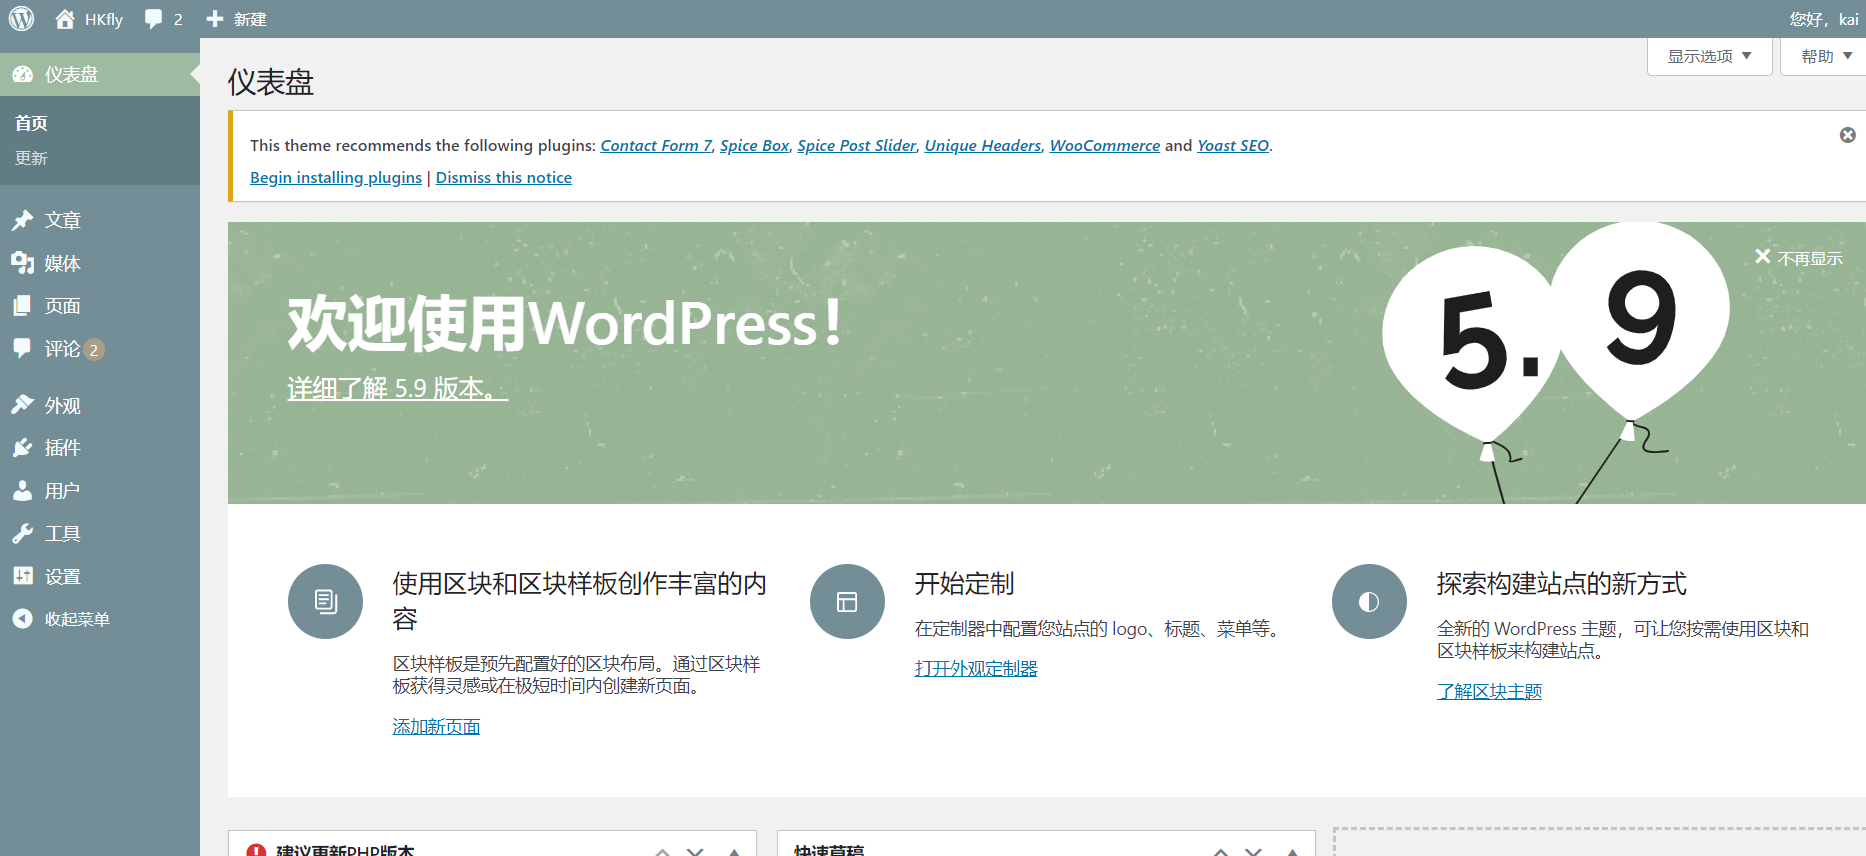 HKfly 2 新建 您好，kai
仪表盘
首页
更新
文章
媒体
页面
评论 2
外观
插件
用户
工具
设置
收起菜单
显示选项 帮助
仪表盘
This theme recommends the following plugins: Contact Form 7, Spice Box, Spice Post Slider, Unique Headers, WooCommerce and Yoast SEO.
Begin installing plugins | Dismiss this notice
不再显示
欢迎使用WordPress！
详细了解 5.9 版本。
5.9
使用区块和区块样板创作丰富的内
容
区块样板是预先配置好的区块布局。通过区块样
板获得灵感或在极短时间内创建新页面。
添加新页面
开始定制
在定制器中配置您站点的 logo、标题、菜单等。
打开外观定制器
探索构建站点的新方式
全新的 WordPress 主题，可让您按需使用区块和
区块样板来构建站点。
了解区块主题
建议更新PHP版本
快速草稿